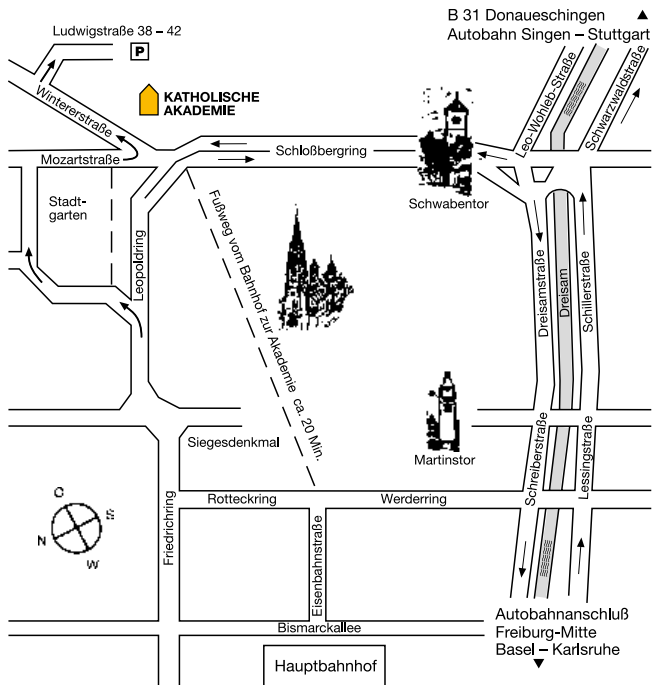 B 31 Donaueschingen ▲
Autobahn Singen – Stuttgart
Ludwigstraße 38 – 42
P
KATHOLISCHE
AKADEMIE
Wintererstraße
Mozartstraße
Schloßbergring
Leo-Wohleb-Straße
Schwarzwaldstraße
Schwabentor
Stadt-
garten
Leopoldring
Fußweg vom Bahnhof zur Akademie ca. 20 Min.
Dreisamstraße
Dreisam
Schillerstraße
Siegesdenkmal
Martinstor
Schreiberstraße
Lessingstraße
Rotteckring
Werderring
O
S
N
W
Friedrichring
Eisenbahnstraße
Bismarckallee
Hauptbahnhof
Autobahnanschluß
Freiburg-Mitte
Basel – Karlsruhe
▼